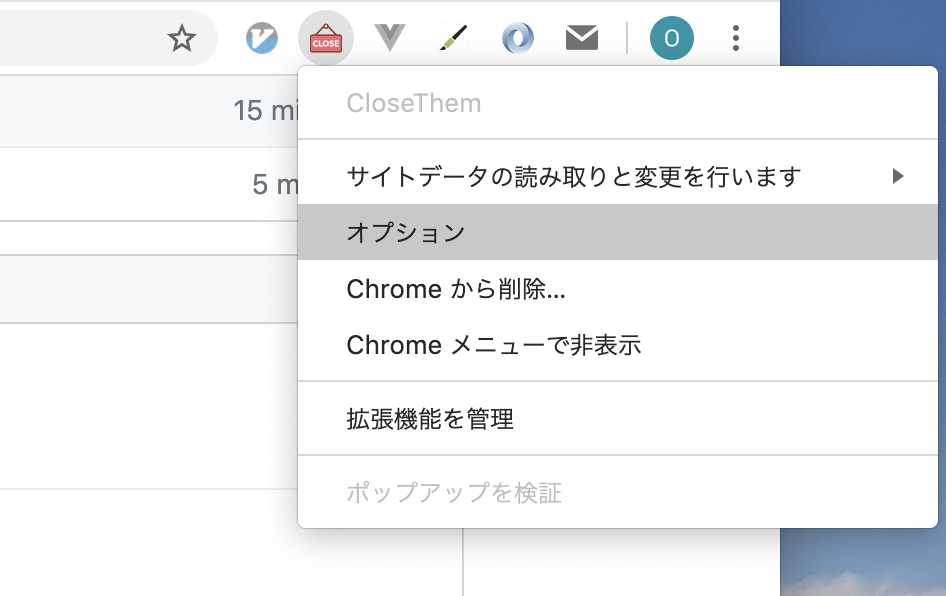 CLOSE
O
15 mi
5 m
CloseThem
サイトデータの読み取りと変更を行います
オプション
Chrome から削除...
Chrome メニューで非表示
拡張機能を管理
ポップアップを検証